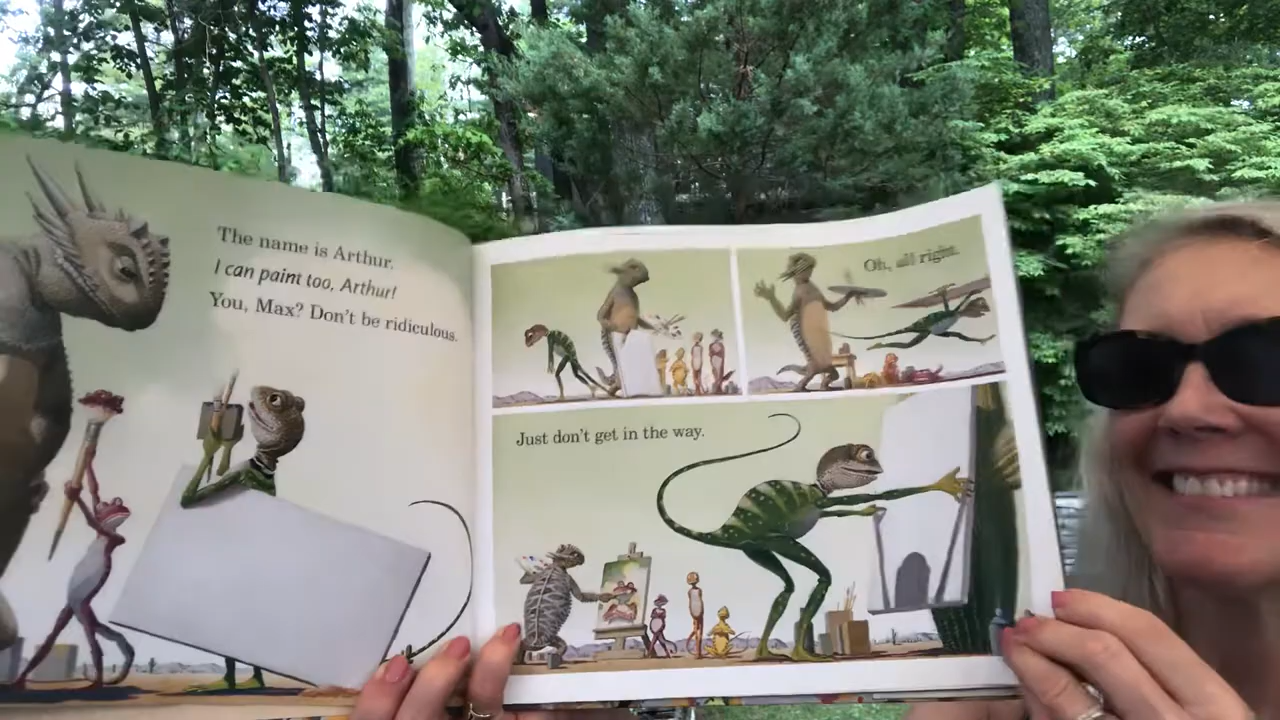 The name is Arthur.
I can paint too, Arthur!
You, Max? Don't be ridiculous.
Oh, all right.
Just don't get in the way.